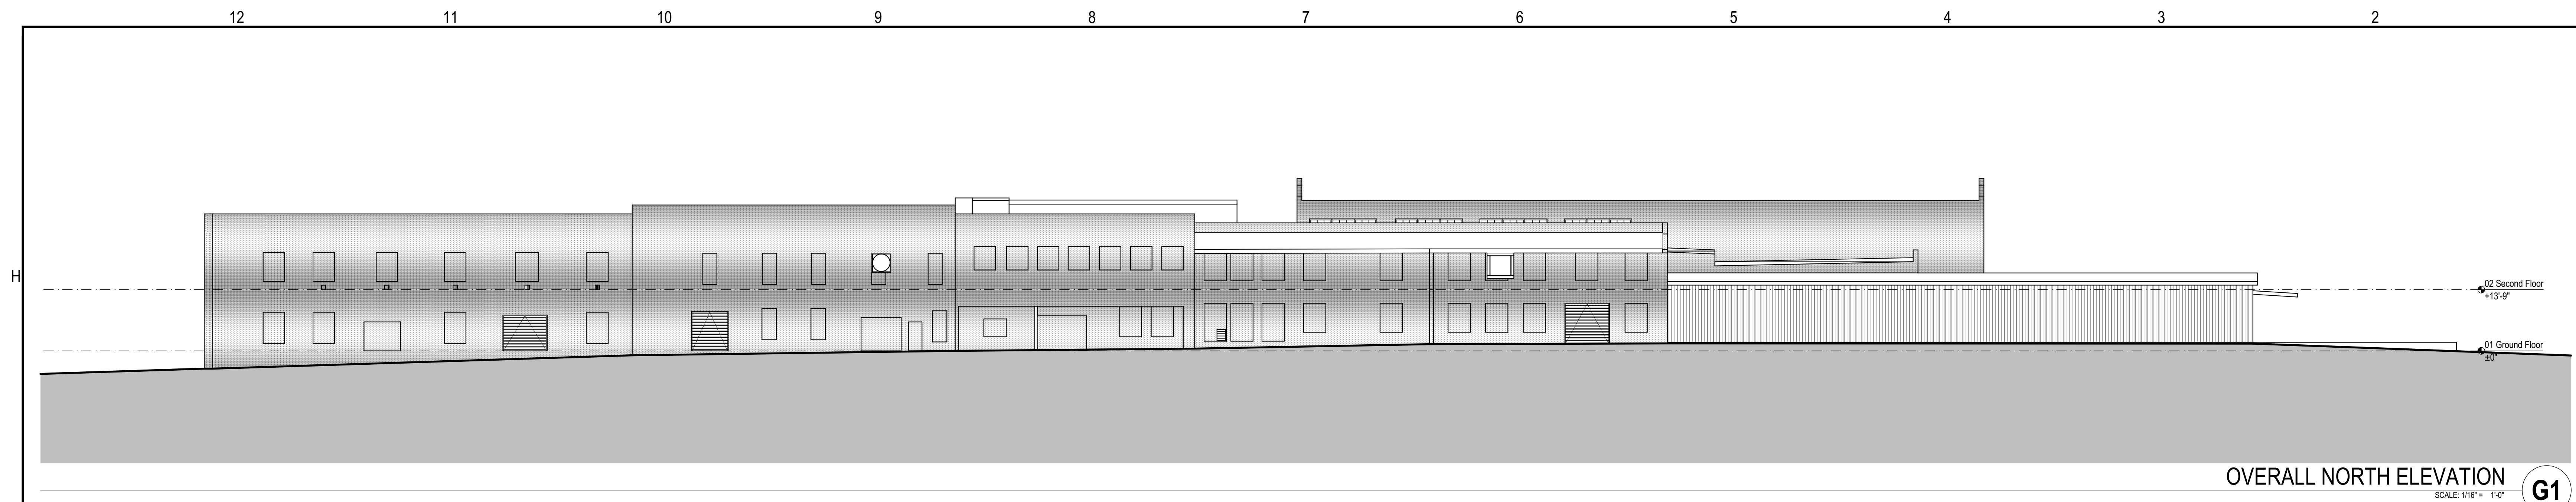 12 11 10 9 8 7 6 5 4 3 2
H
02 Second Floor
+13'-9"
01 Ground Floor
±0"
OVERALL NORTH ELEVATION
SCALE: 1/16" = 1'-0"
G1